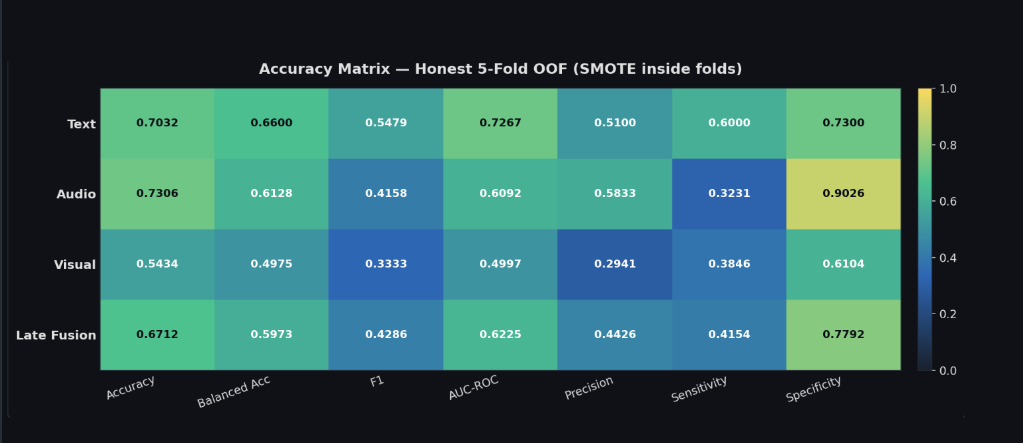 Accuracy Matrix — Honest 5-Fold OOF (SMOTE inside folds)
1.0
Text 0.7032 0.6600 0.5479 0.7267 0.5100 0.6000 0.7300
0.8
Audio 0.7306 0.6128 0.4158 0.6092 0.5833 0.3231 0.9026
0.6
Visual 0.5434 0.4975 0.3333 0.4997 0.2941 0.3846 0.6104
0.4
0.2
Late Fusion 0.6712 0.5973 0.4286 0.6225 0.4426 0.4154 0.7792
0.0
Accuracy Balanced Acc F1 AUC-ROC Precision Sensitivity Specificity